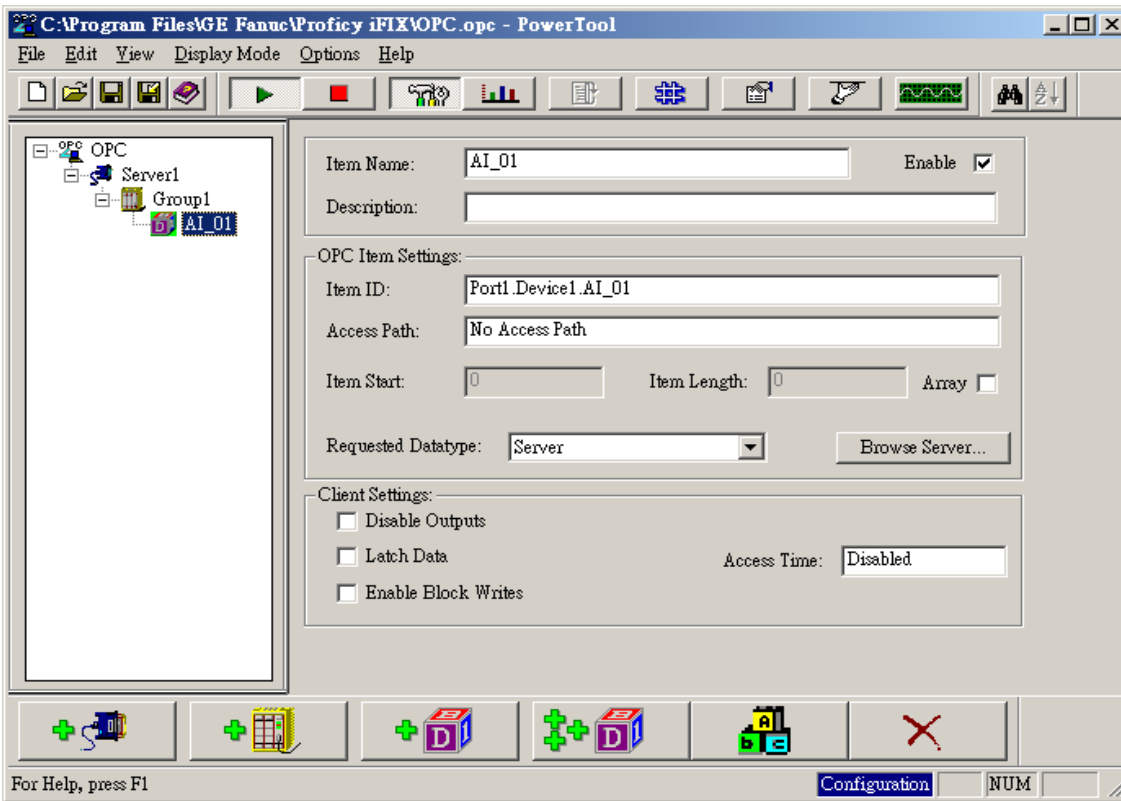 C:\Program Files\GE Fanuc\Proficy iFIX\OPC.opc - PowerTool
File Edit View Display Mode Options Help
OPC
Server1
Group1
AI_01
Item Name: AI_01 Enable
Description:
OPC Item Settings:
Item ID: Port1.Device1.AI_01
Access Path: No Access Path
Item Start: 0 Item Length: 0 Array
Requested Datatype: Server Browse Server...
Client Settings:
Disable Outputs
Latch Data Access Time: Disabled
Enable Block Writes
For Help, press F1 Configuration NUM